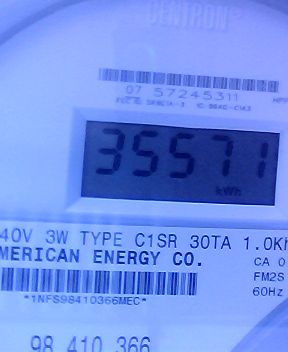 CENTRON®
07 57245311
35571
kWh
40V 3W TYPE C1SR 30TA 1.0Kh
MERICAN ENERGY CO.
CA 0
FM2S
*1NFS98410366MEC*
60Hz
98 410 366